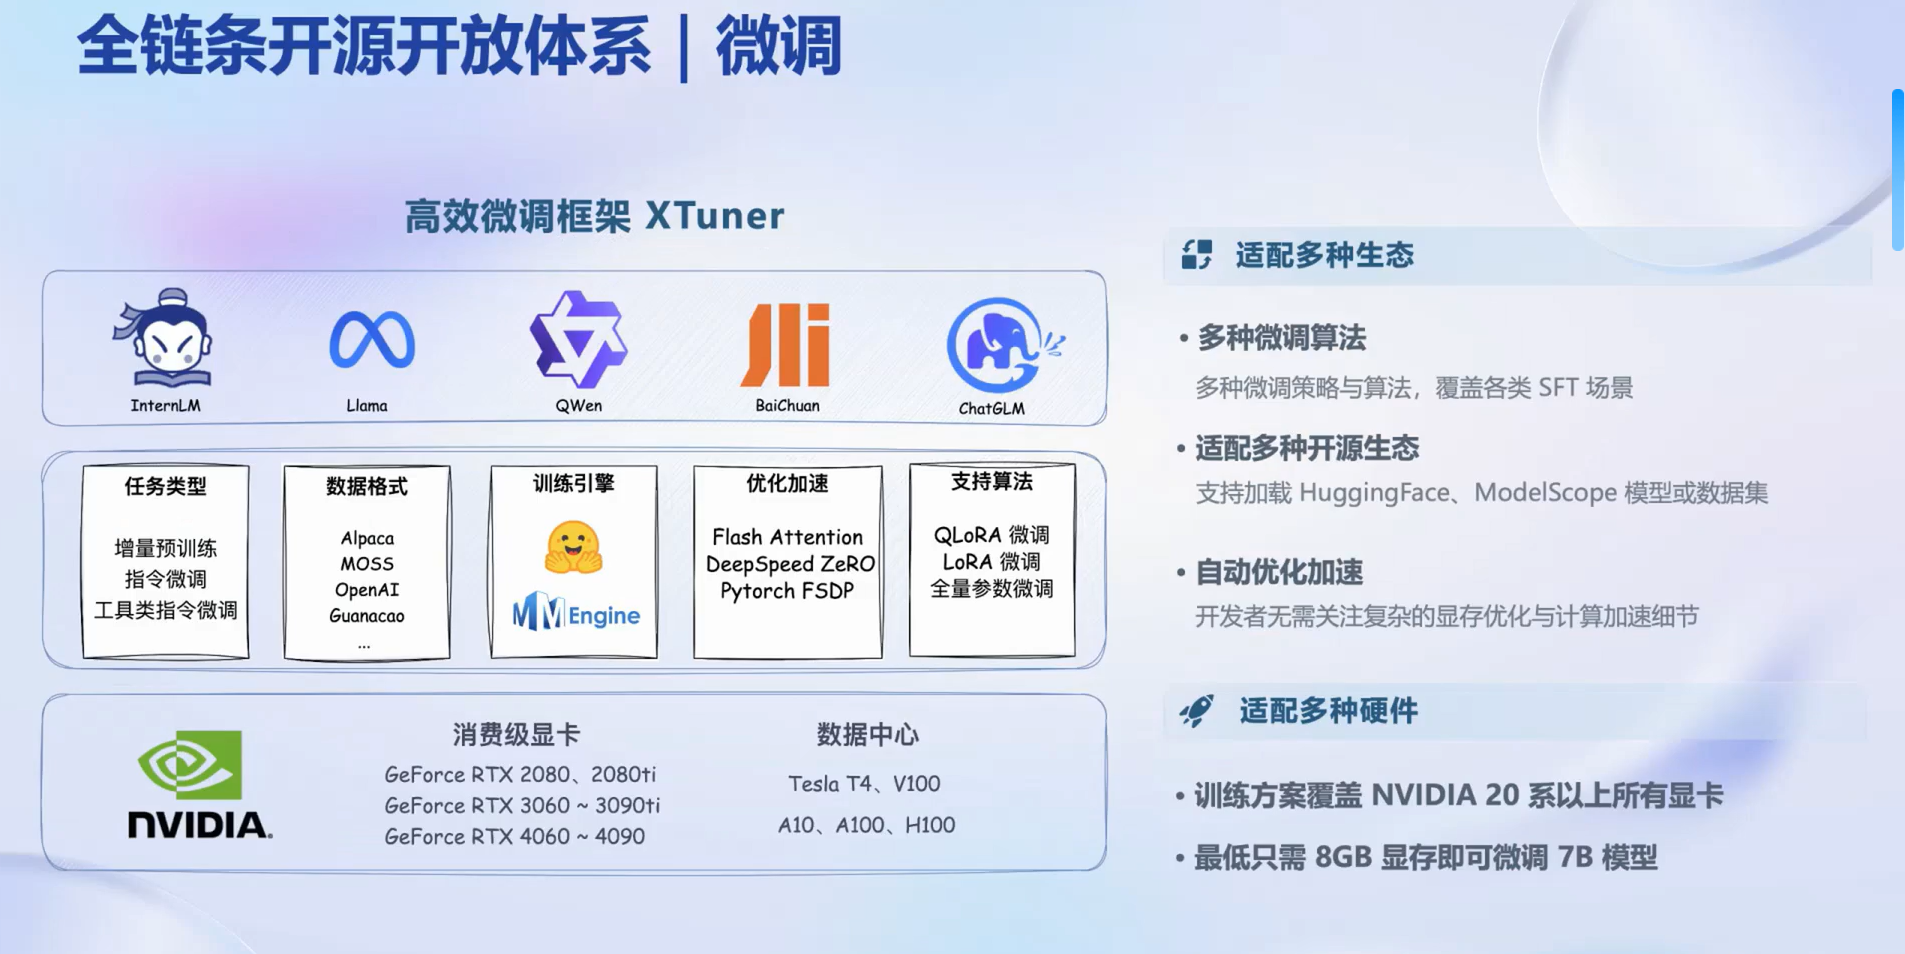 全链条开源开放体系 | 微调
高效微调框架 XTuner
InternLM
Llama
QWen
BaiChuan
ChatGLM
任务类型
增量预训练
指令微调
工具类指令微调
数据格式
Alpaca
MOSS
OpenAI
Guanacao
...
训练引擎
MMEngine
优化加速
Flash Attention
DeepSpeed ZeRO
Pytorch FSDP
支持算法
QLoRA 微调
LoRA 微调
全量参数微调
NVIDIA.
消费级显卡
GeForce RTX 2080、2080ti
GeForce RTX 3060 ~ 3090ti
GeForce RTX 4060 ~ 4090
数据中心
Tesla T4、V100
A10、A100、H100
适配多种生态
• 多种微调算法
多种微调策略与算法，覆盖各类 SFT 场景
• 适配多种开源生态
支持加载 HuggingFace、ModelScope 模型或数据集
• 自动优化加速
开发者无需关注复杂的显存优化与计算加速细节
适配多种硬件
• 训练方案覆盖 NVIDIA 20 系以上所有显卡
• 最低只需 8GB 显存即可微调 7B 模型